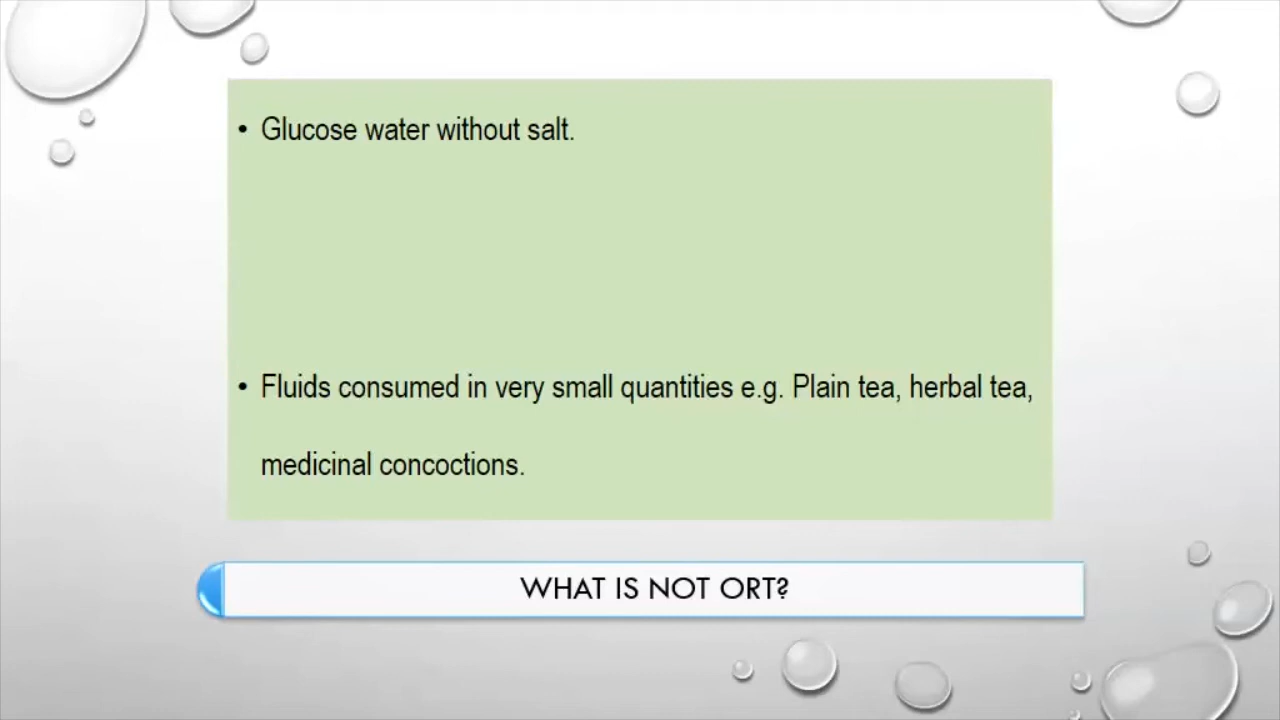 • Glucose water without salt.
• Fluids consumed in very small quantities e.g. Plain tea, herbal tea,
medicinal concoctions.
WHAT IS NOT ORT?